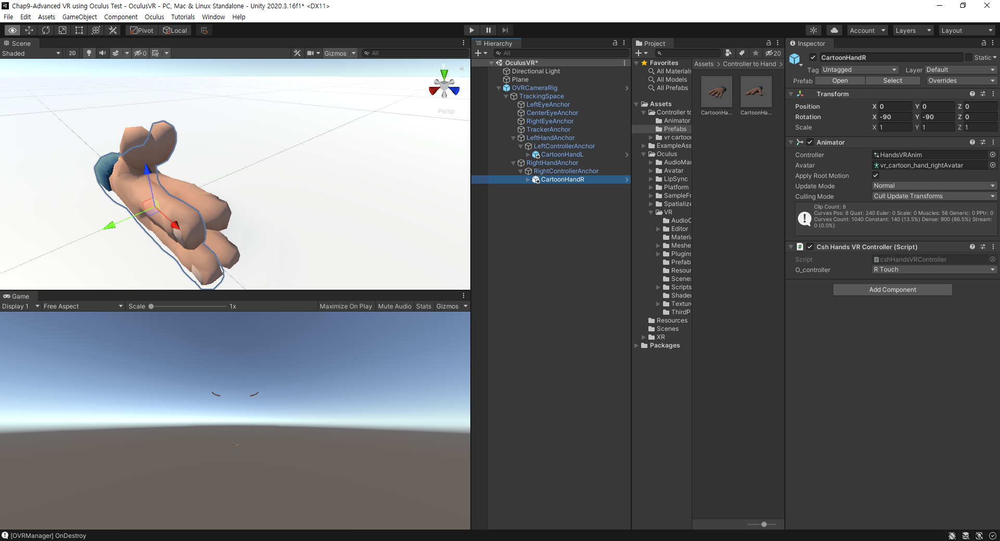 Chap9-Advanced VR using Oculus Test - OculusVR - PC, Mac & Linux Standalone - Unity 2020.3.16f1* <DX11>
File Edit Assets GameObject Component Oculus Tutorials Window Help
Pivot Local Account Layers Layout
Scene
Shaded 2D 0 Gizmos All
y
Persp
Game
Display 1 Free Aspect Scale 1x Maximize On Play Mute Audio Stats Gizmos
Hierarchy
All
OculusVR*
Directional Light
Plane
OVRCameraRig
TrackingSpace
LeftEyeAnchor
CenterEyeAnchor
RightEyeAnchor
TrackerAnchor
LeftHandAnchor
LeftControllerAnchor
CartoonHandL
RightHandAnchor
RightControllerAnchor
CartoonHandR
Project
20
Favorites
All Materials
All Models
All Prefabs
Assets
Controller to
Animator
Prefabs
vr cartoon
ExampleAss
Oculus
AudioMa
Avatar
LipSync
Platform
SampleFr
Spatialize
VR
AudioC
Editor
Materia
Meshe
Plugins
Prefab
Resour
Scenes
Scripts
Shader
Texture
ThirdP
Resources
Scenes
XR
Packages
Assets > Controller to Hand >
CartoonHa... CartoonHa...
Inspector
CartoonHandR Static
Tag Untagged Layer Default
Prefab Open Select Overrides
Transform
Position X 0 Y 0 Z 0
Rotation X -90 Y -90 Z 0
Scale X 1 Y 1 Z 1
Animator
Controller HandsVRAnim
Avatar vr_cartoon_hand_rightAvatar
Apply Root Motion
Update Mode Normal
Culling Mode Cull Update Transforms
Clip Count: 8
Curves Pos: 8 Quat: 240 Euler: 0 Scale: 0 Muscles: 56 Generic: 0 PPtr: 0
Curves Count: 1040 Constant: 140 (13.5%) Dense: 900 (86.5%) Stream:
0 (0.0%)
# Csh Hands VR Controller (Script)
Script cshHandsVRController
O_controller R Touch
Add Component
[OVRManager] OnDestroy